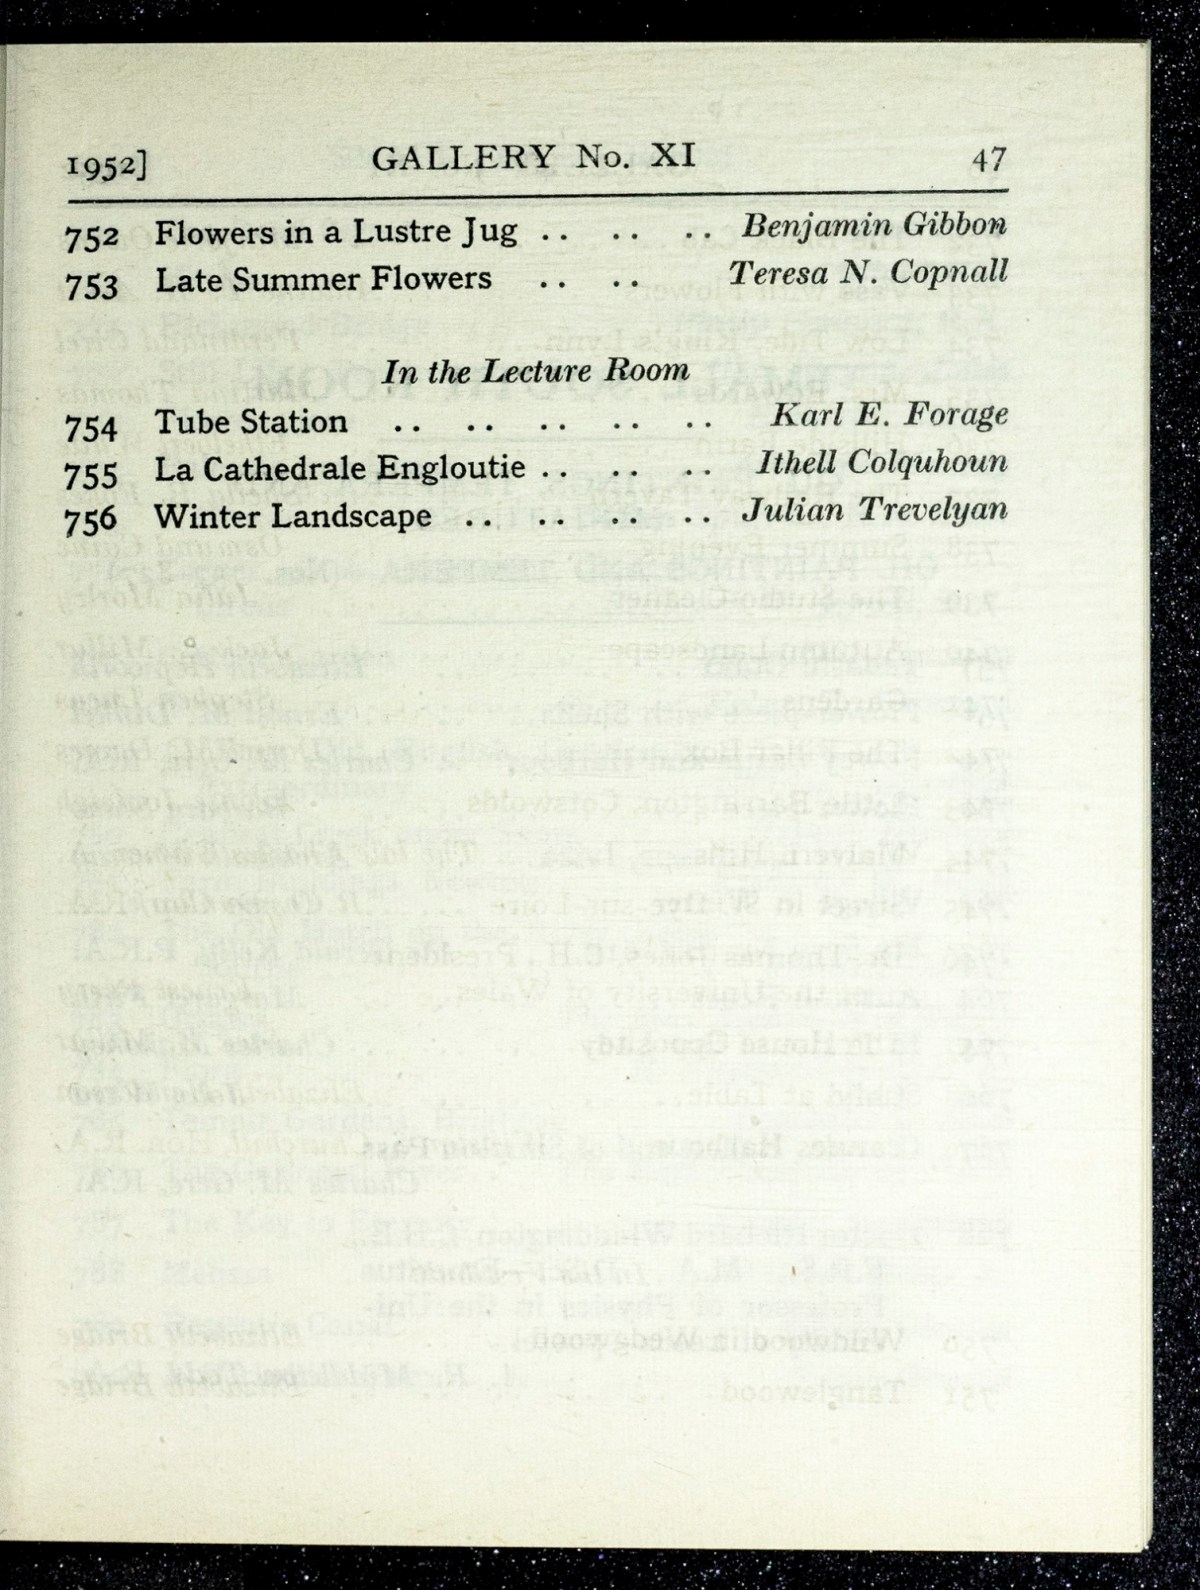 1952] GALLERY No. XI 47
752 Flowers in a Lustre Jug .. .. .. Benjamin Gibbon
753 Late Summer Flowers .. .. Teresa N. Copnall
In the Lecture Room
754 Tube Station .. .. .. .. .. Karl E. Forage
755 La Cathedrale Engloutie .. .. .. Ithell Colquhoun
756 Winter Landscape .. .. .. .. Julian Trevelyan